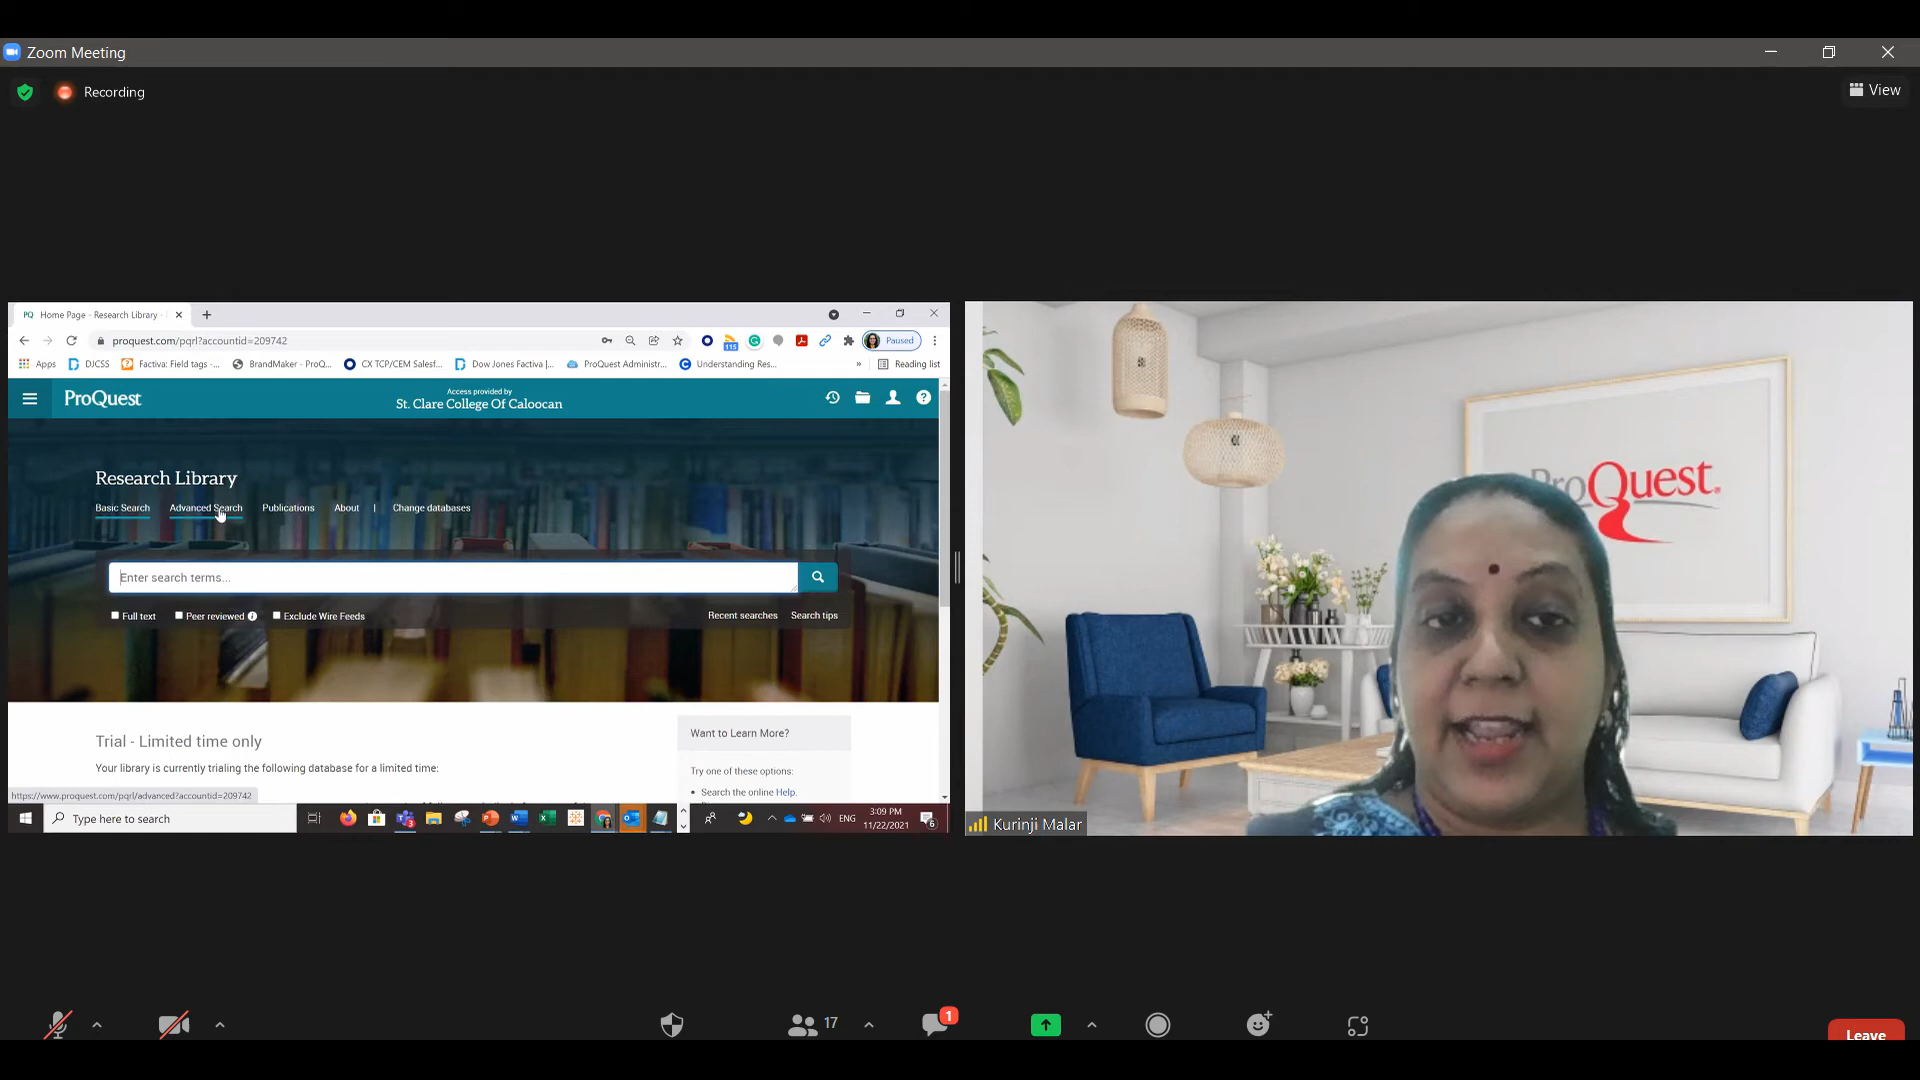 Zoom Meeting
Recording
View
PQ Home Page - Research Library -
proquest.com/pqrl?accountid=209742
115
Paused
Apps
DJCSS
Factiva: Field tags -...
BrandMaker - ProQ...
CX TCP/CEM Salesf...
Dow Jones Factiva |...
ProQuest Administr...
Understanding Res...
»
Reading list
ProQuest
Access provided by
St. Clare College Of Caloocan
Research Library
Basic Search
Advanced Search
Publications
About
|
Change databases
Enter search terms...
Full text
Peer reviewed
Exclude Wire Feeds
Recent searches
Search tips
Trial - Limited time only
Your library is currently trialing the following database for a limited time:
Want to Learn More?
Try one of these options:
• Search the online Help.
https://www.proquest.com/pqrl/advanced?accountid=209742
Type here to search
ENG
3:09 PM
11/22/2021
6
ProQuest
Kurinji Malar
17
1
Leave